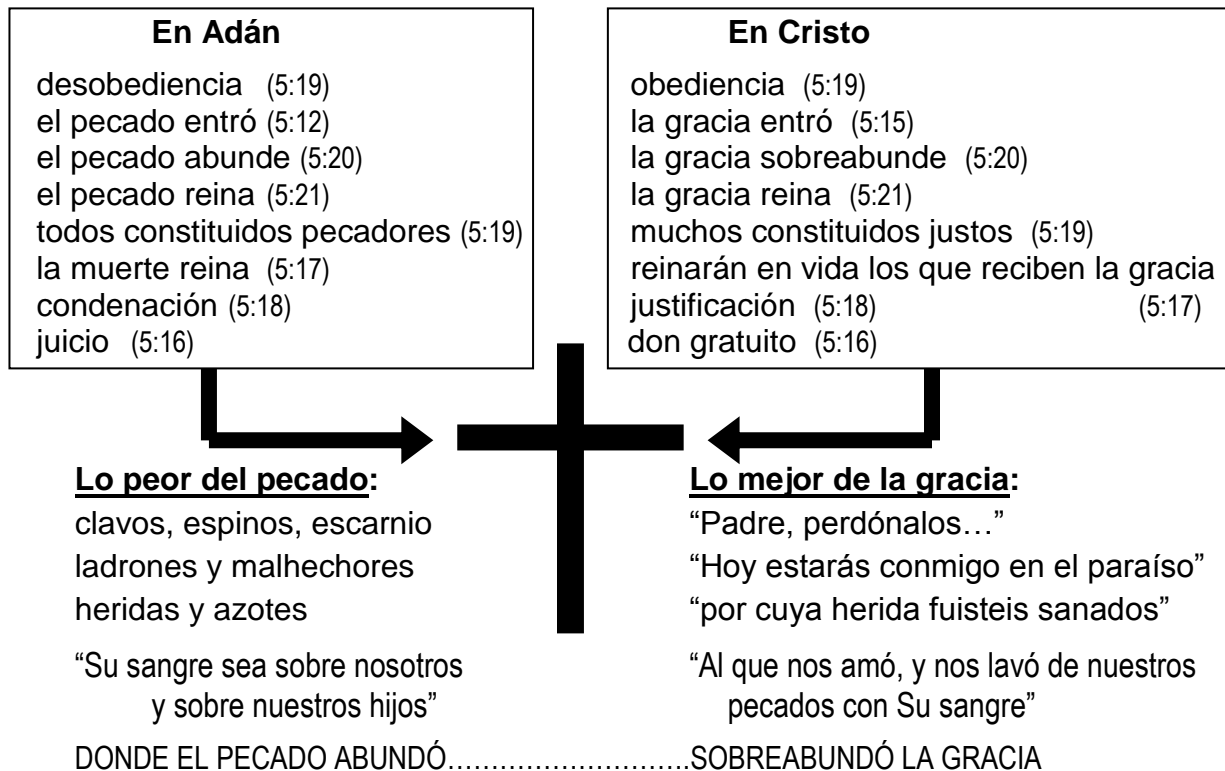 En Adán
desobediencia (5:19)
el pecado entró (5:12)
el pecado abunde (5:20)
el pecado reina (5:21)
todos constituidos pecadores (5:19)
la muerte reina (5:17)
condenación (5:18)
juicio (5:16)
En Cristo
obediencia (5:19)
la gracia entró (5:15)
la gracia sobreabunde (5:20)
la gracia reina (5:21)
muchos constituidos justos (5:19)
reinarán en vida los que reciben la gracia
justificación (5:18) (5:17)
don gratuito (5:16)
Lo peor del pecado:
clavos, espinos, escarnio
ladrones y malhechores
heridas y azotes
“Su sangre sea sobre nosotros
y sobre nuestros hijos”
Lo mejor de la gracia:
“Padre, perdónalos…”
“Hoy estarás conmigo en el paraíso”
“por cuya herida fuisteis sanados”
“Al que nos amó, y nos lavó de nuestros
pecados con Su sangre”
DONDE EL PECADO ABUNDÓ……………………….SOBREABUNDÓ LA GRACIA